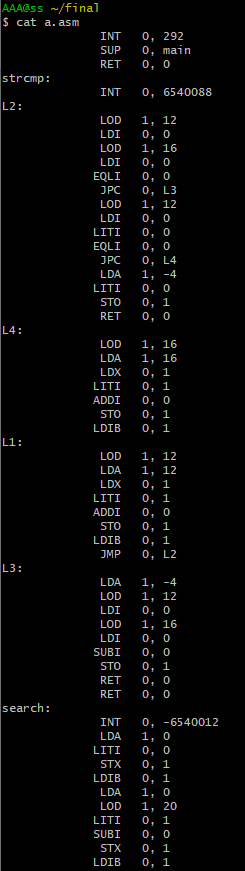 AAA@ss ~/final
$ cat a.asm
INT 0, 292
SUP 0, main
RET 0, 0
strcmp:
INT 0, 6540088
L2:
LOD 1, 12
LDI 0, 0
LOD 1, 16
LDI 0, 0
EQLI 0, 0
JPC 0, L3
LOD 1, 12
LDI 0, 0
LITI 0, 0
EQLI 0, 0
JPC 0, L4
LDA 1, -4
LITI 0, 0
STO 0, 1
RET 0, 0
L4:
LOD 1, 16
LDA 1, 16
LDX 0, 1
LITI 0, 1
ADDI 0, 0
STO 0, 1
LDIB 0, 1
L1:
LOD 1, 12
LDA 1, 12
LDX 0, 1
LITI 0, 1
ADDI 0, 0
STO 0, 1
LDIB 0, 1
JMP 0, L2
L3:
LDA 1, -4
LOD 1, 12
LDI 0, 0
LOD 1, 16
LDI 0, 0
SUBI 0, 0
STO 0, 1
RET 0, 0
RET 0, 0
search:
INT 0, -6540012
LDA 1, 0
LITI 0, 0
STX 0, 1
LDIB 0, 1
LDA 1, 0
LOD 1, 20
LITI 0, 1
SUBI 0, 0
STX 0, 1
LDIB 0, 1